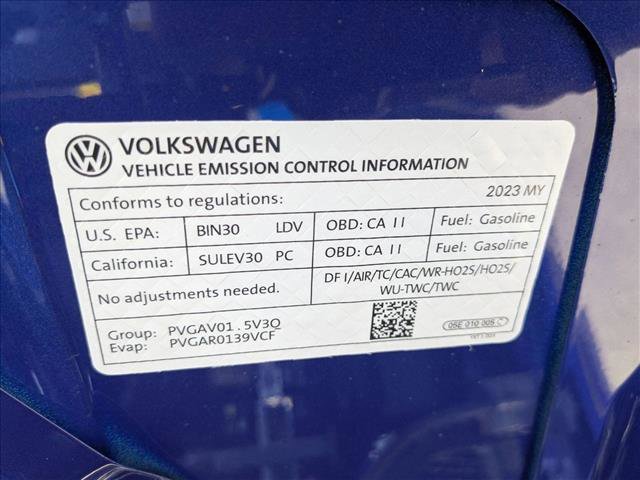 VOLKSWAGEN
VEHICLE EMISSION CONTROL INFORMATION
Conforms to regulations: 2023 MY
U.S. EPA: BIN30 LDV OBD: CA II Fuel: Gasoline
California: SULEV30 PC OBD: CA II Fuel: Gasoline
No adjustments needed. DFI/AIR/TC/CAC/WR-HO2S/HO2S/
WU-TWC/TWC
Group: PVGAV01.5V3Q
Evap: PVGAR0139VCF
05E 010 005 C